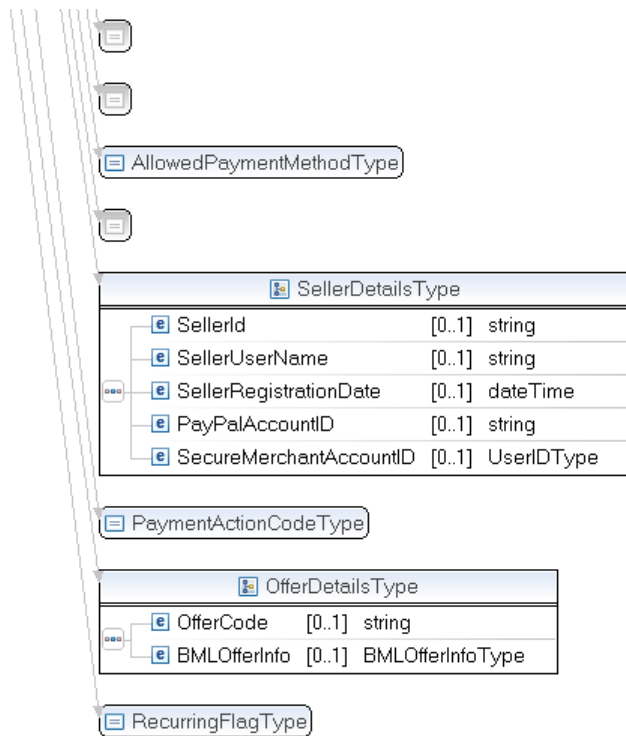 AllowedPaymentMethodType
SellerDetailsType
e SellerId [0..1] string
e SellerUserName [0..1] string
e SellerRegistrationDate [0..1] dateTime
e PayPalAccountID [0..1] string
e SecureMerchantAccountID [0..1] UserIDType
PaymentActionCodeType
OfferDetailsType
e OfferCode [0..1] string
e BMLOfferInfo [0..1] BMLOfferInfoType
RecurringFlagType